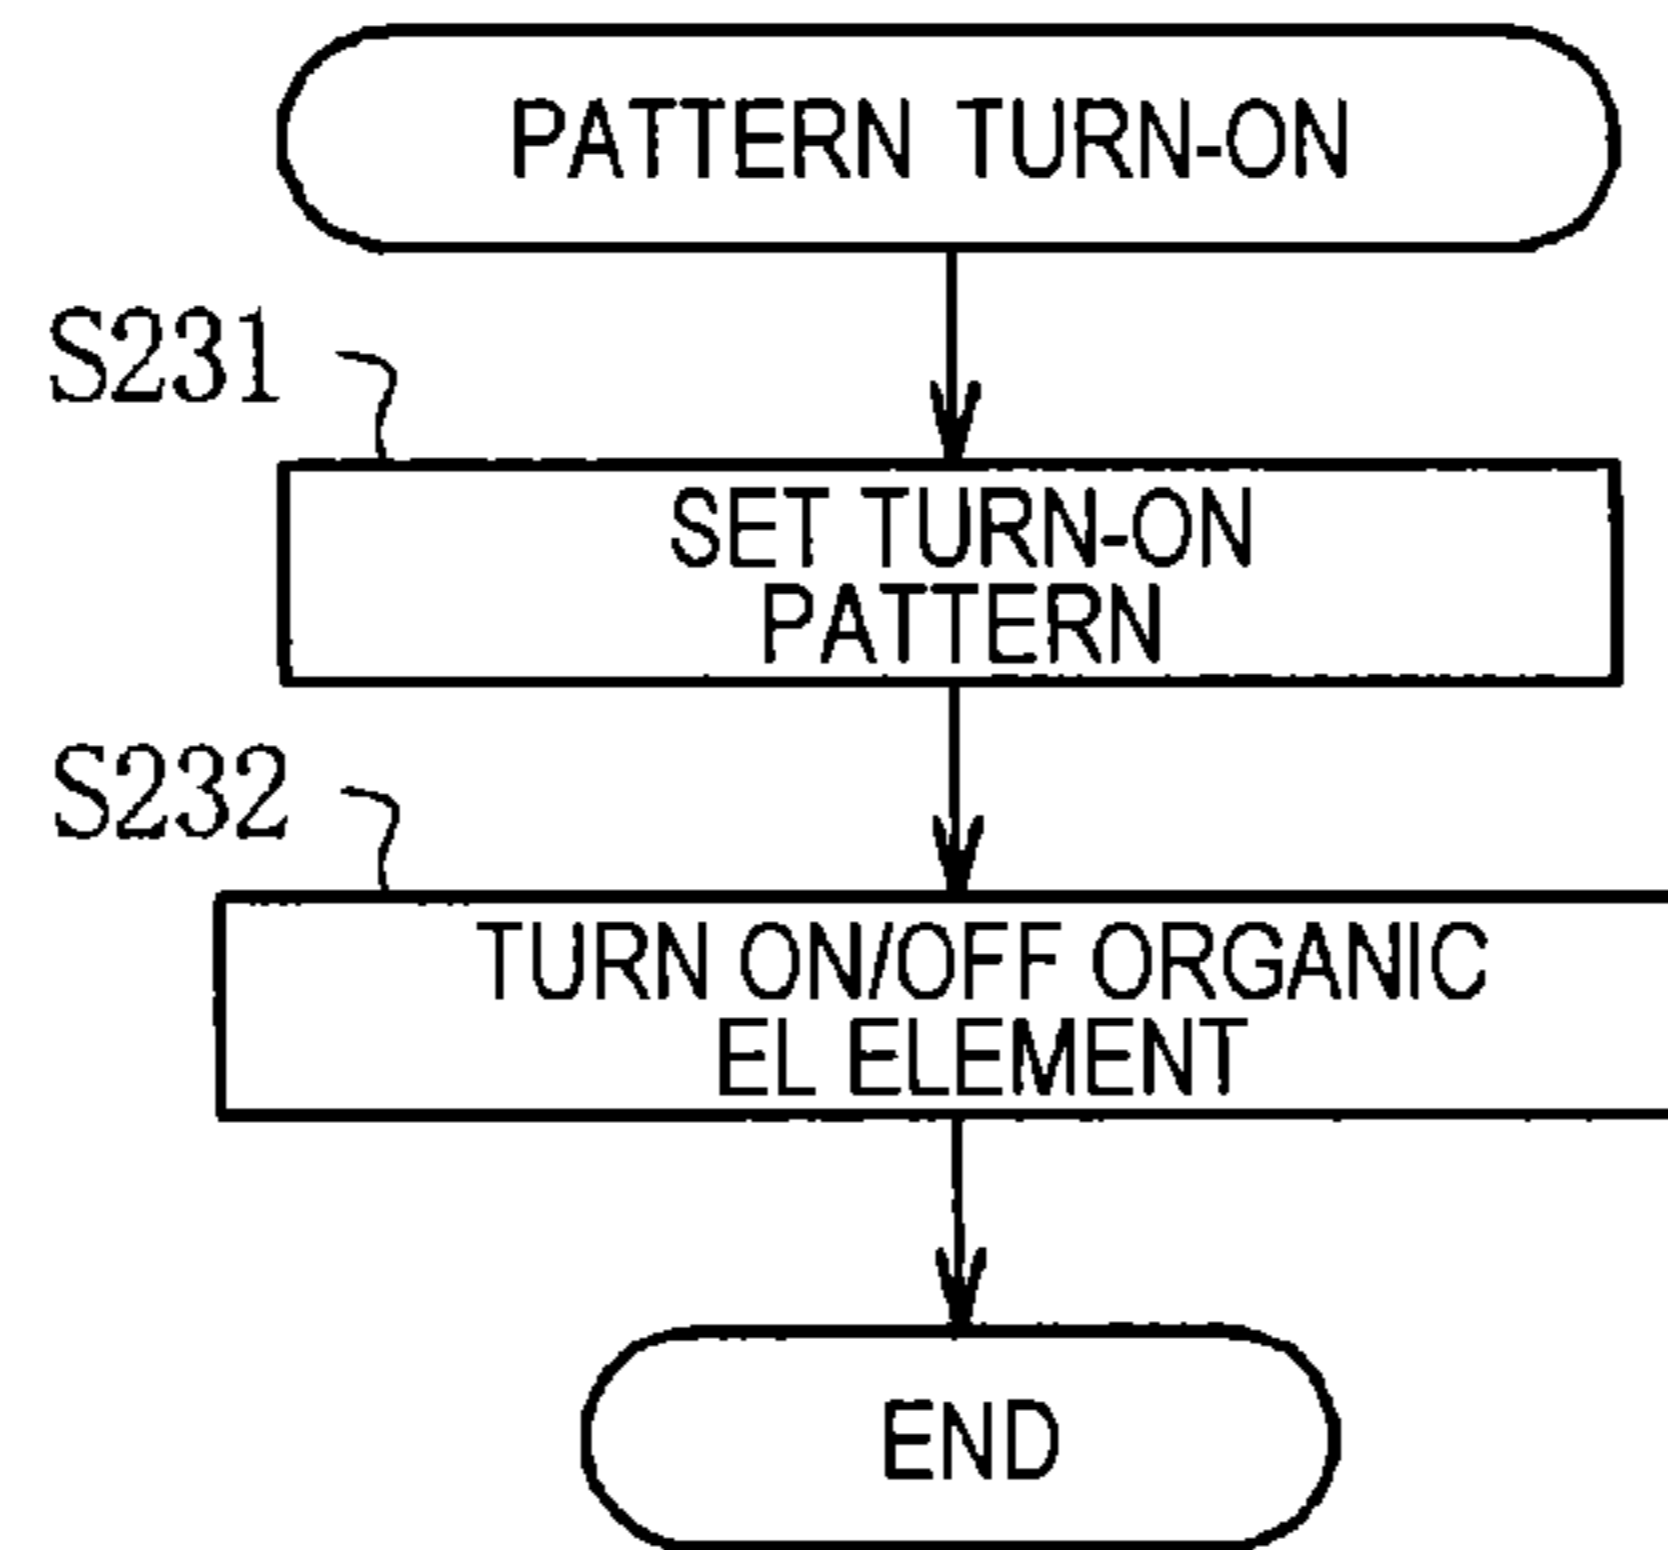 PATTERN TURN-ON
S231
SET TURN-ON
PATTERN
S232
TURN ON/OFF ORGANIC
EL ELEMENT
END